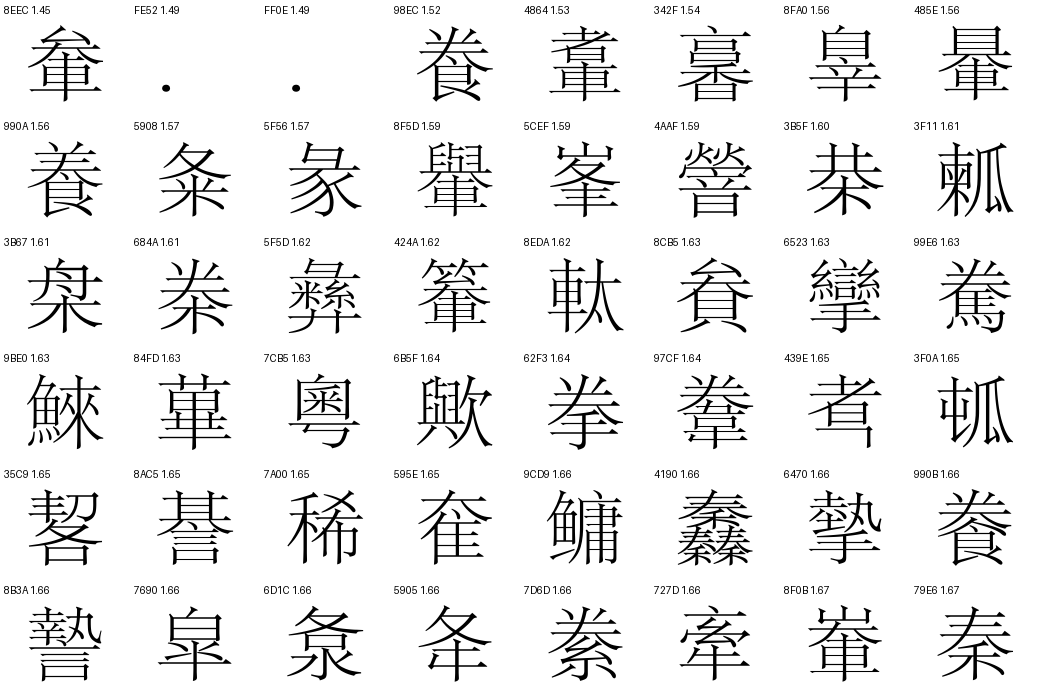 8EEC 1.45 FE52 1.49 FF0E 1.49 98EC 1.52 4864 1.53 342F 1.54 8FA0 1.56 485E 1.56
軬 ﹒ ． 飬 䡤 㐯 辠 䡞
990A 1.56 5908 1.57 5F56 1.57 8F5D 1.59 5CEF 1.59 4AAF 1.59 3B5F 1.60 3F11 1.61
養 夈 彖 轝 峯 䪯 㭟 㼑
3B67 1.61 684A 1.61 5F5D 1.62 424A 1.62 8EDA 1.62 8CB5 1.63 6523 1.63 99E6 1.63
㭧 桊 彝 䉊 軚 貵 攣 駦
9BE0 1.63 84FD 1.63 7CB5 1.63 6B5F 1.64 62F3 1.64 97CF 1.64 439E 1.65 3F0A 1.65
鯠 蓽 粵 歟 拳 韏 䎞 㼊
35C9 1.65 8AC5 1.65 7A00 1.65 595E 1.65 9CD9 1.66 4190 1.66 6470 1.66 990B 1.66
㗉 諅 稀 奞 鳙 䆐 摰 餋
8B3A 1.66 7690 1.66 6D1C 1.66 5905 1.66 7D6D 1.66 727D 1.66 8F0B 1.67 79E6 1.67
謺 皐 洜 夅 絭 牽 輋 秦